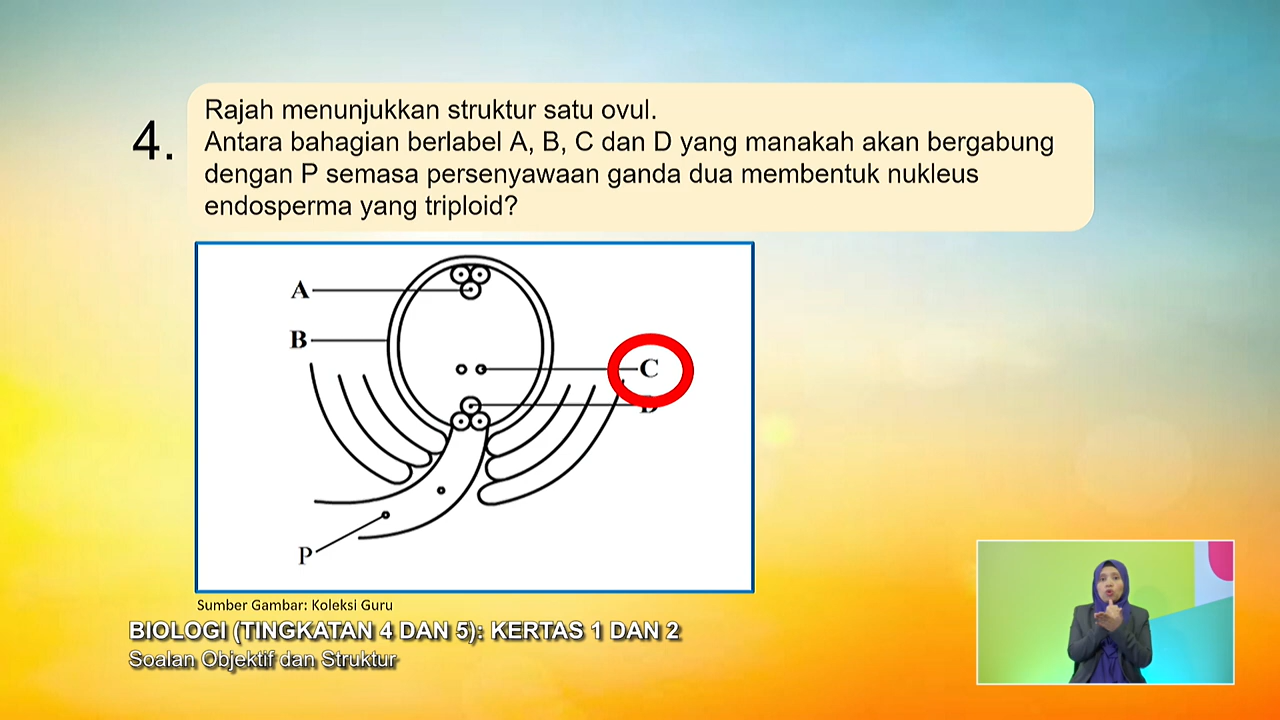 4.
Rajah menunjukkan struktur satu ovul.
Antara bahagian berlabel A, B, C dan D yang manakah akan bergabung
dengan P semasa persenyawaan ganda dua membentuk nukleus
endosperma yang triploid?
A
B
C
D
P
Sumber Gambar: Koleksi Guru
BIOLOGI (TINGKATAN 4 DAN 5): KERTAS 1 DAN 2
Soalan Objektif dan Struktur